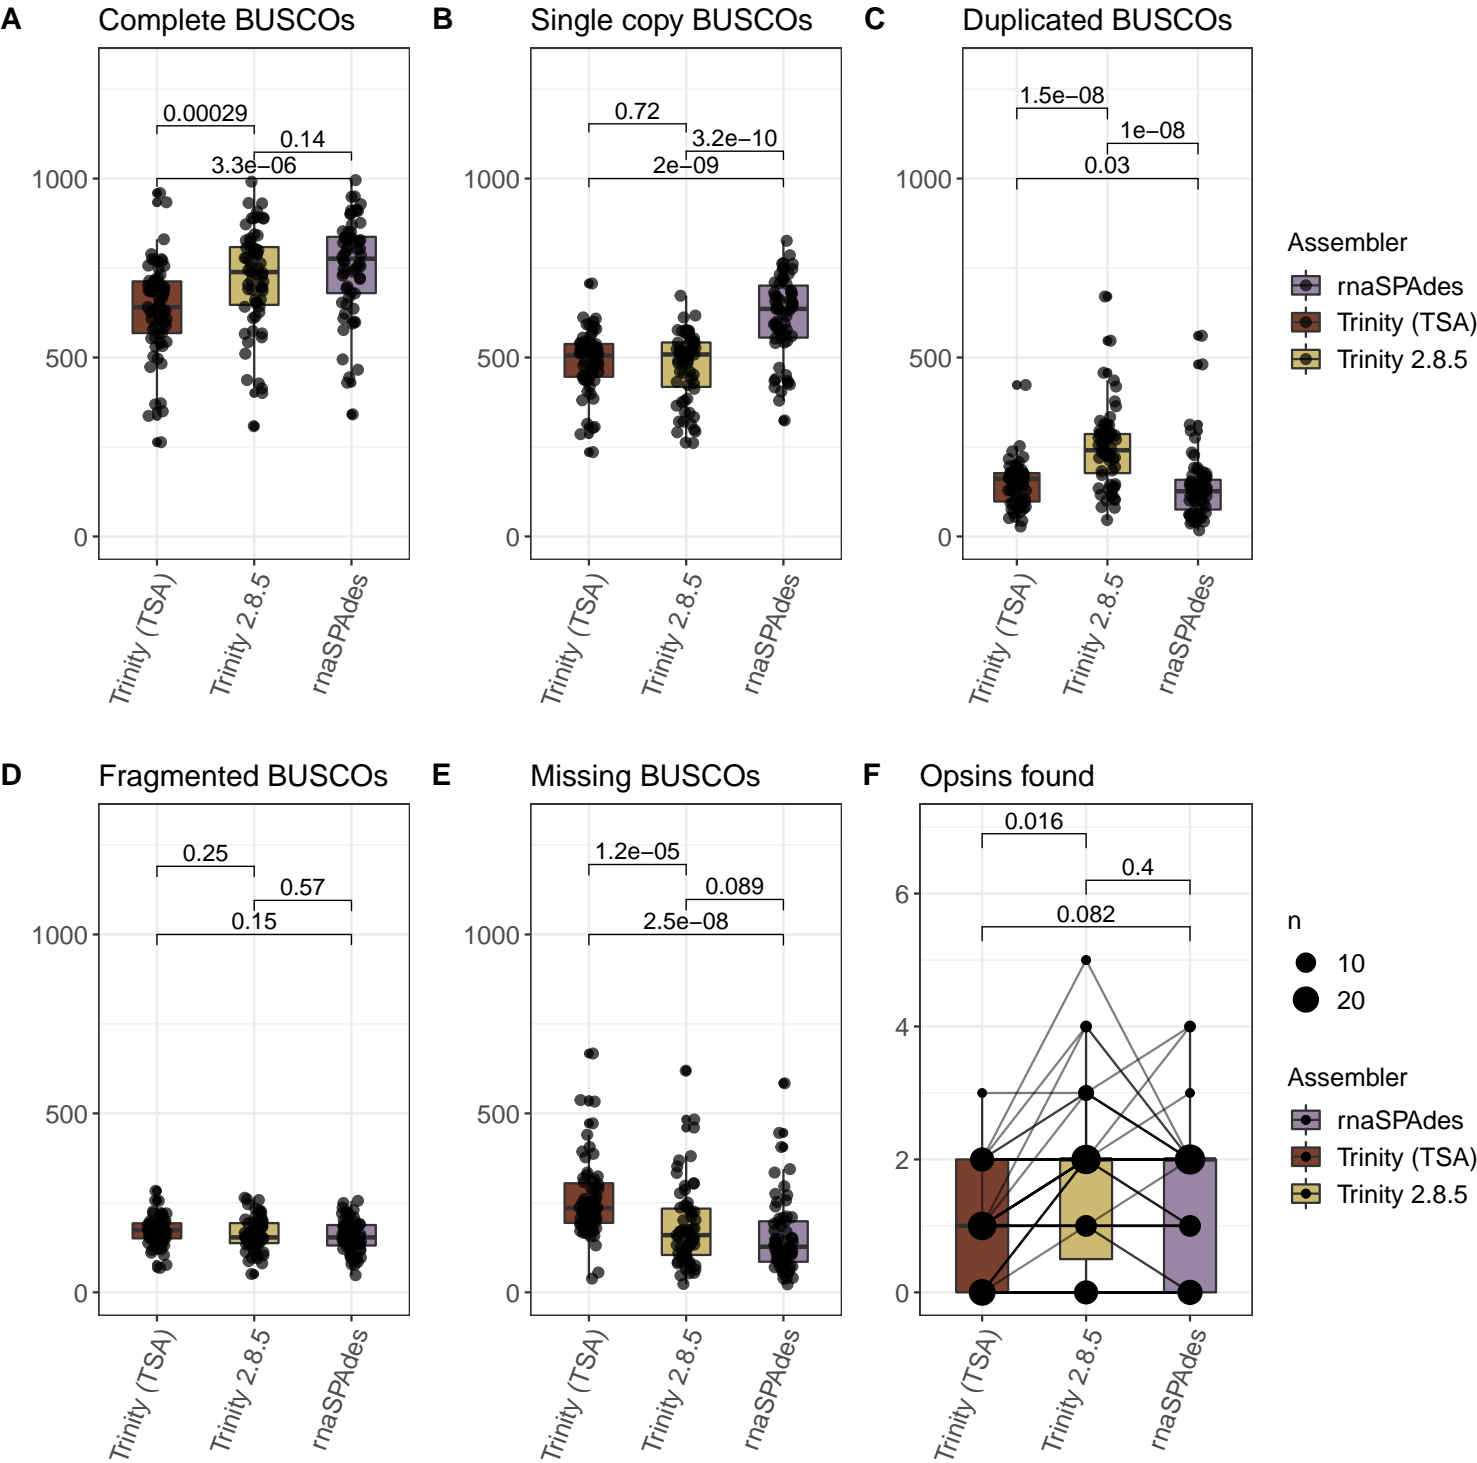 A Complete BUSCOs
B Single copy BUSCOs
C Duplicated BUSCOs
0.00029
0.14
3.3e−06
1000
500
0
Trinity (TSA)
Trinity 2.8.5
rnaSPAdes
0.72
3.2e−10
2e−09
1000
500
0
Trinity (TSA)
Trinity 2.8.5
rnaSPAdes
1.5e−08
1e−08
0.03
1000
500
0
Trinity (TSA)
Trinity 2.8.5
rnaSPAdes
Assembler
rnaSPAdes
Trinity (TSA)
Trinity 2.8.5
D Fragmented BUSCOs
E Missing BUSCOs
F Opsins found
0.25
0.57
0.15
1000
500
0
Trinity (TSA)
Trinity 2.8.5
rnaSPAdes
1.2e−05
0.089
2.5e−08
1000
500
0
Trinity (TSA)
Trinity 2.8.5
rnaSPAdes
0.016
0.4
0.082
6
4
2
0
Trinity (TSA)
Trinity 2.8.5
rnaSPAdes
n
10
20
Assembler
rnaSPAdes
Trinity (TSA)
Trinity 2.8.5